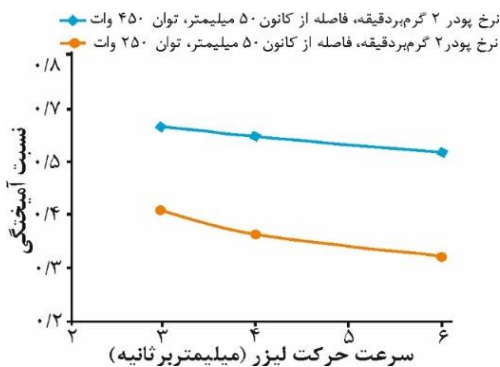 نرخ پودر ۲ گرم‌بردقیقه، فاصله از کانون ۵۰ میلیمتر، توان ۴۵۰ وات
نرخ پودر۲ گرم‌بردقیقه، فاصله از کانون ۵۰ میلیمتر، توان ۲۵۰ وات
۰/۸
۰/۷
۰/۵
۰/۴
۰/۳
۰/۲
نسبت آمیختگی
۲ ۳ ۴ ۵ ۶
سرعت حرکت لیزر (میلیمتربرثانیه)